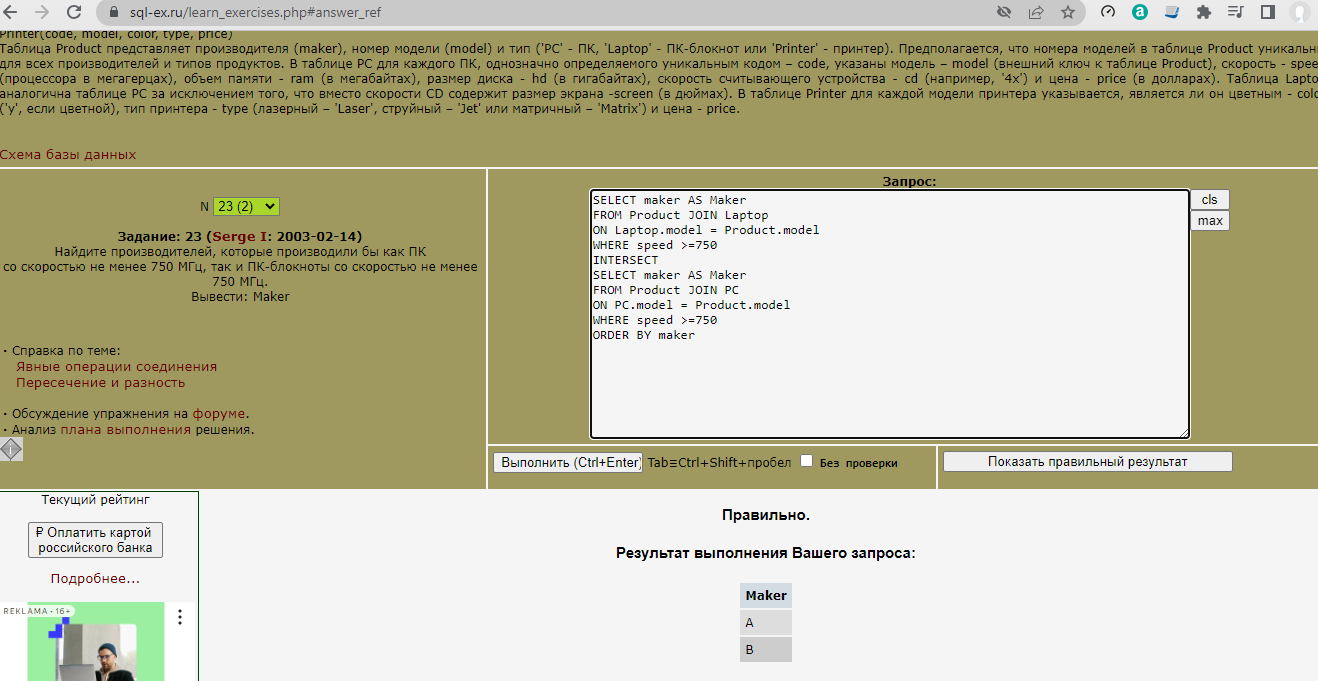 sql-ex.ru/learn_exercises.php#answer_ref
Printer(code, model, color, type, price)
Таблица Product представляет производителя (maker), номер модели (model) и тип ('PC' - ПК, 'Laptop' - ПК-блокнот или 'Printer' - принтер). Предполагается, что номера моделей в таблице Product уникальны
для всех производителей и типов продуктов. В таблице PC для каждого ПК, однозначно определяемого уникальным кодом – code, указаны модель – model (внешний ключ к таблице Product), скорость - spee
(процессора в мегагерцах), объем памяти - ram (в мегабайтах), размер диска - hd (в гигабайтах), скорость считывающего устройства - cd (например, '4x') и цена - price (в долларах). Таблица Lapto
аналогична таблице PC за исключением того, что вместо скорости CD содержит размер экрана -screen (в дюймах). В таблице Printer для каждой модели принтера указывается, является ли он цветным - colo
('y', если цветной), тип принтера - type (лазерный – 'Laser', струйный – 'Jet' или матричный – 'Matrix') и цена - price.
Схема базы данных
N 23 (2)
Задание: 23 (Serge I: 2003-02-14)
Найдите производителей, которые производили бы как ПК
со скоростью не менее 750 МГц, так и ПК-блокноты со скоростью не менее
750 МГц.
Вывести: Maker
· Справка по теме:
Явные операции соединения
Пересечение и разность
· Обсуждение упражнения на форуме.
· Анализ плана выполнения решения.
Запрос:
SELECT maker AS Maker
FROM Product JOIN Laptop
ON Laptop.model = Product.model
WHERE speed >=750
INTERSECT
SELECT maker AS Maker
FROM Product JOIN PC
ON PC.model = Product.model
WHERE speed >=750
ORDER BY maker
cls
max
Выполнить (Ctrl+Enter) Tab≡Ctrl+Shift+пробел Без проверки
Показать правильный результат
Текущий рейтинг
₽ Оплатить картой
российского банка
Подробнее...
REKLAMA • 16+
Правильно.
Результат выполнения Вашего запроса:
Maker
A
B